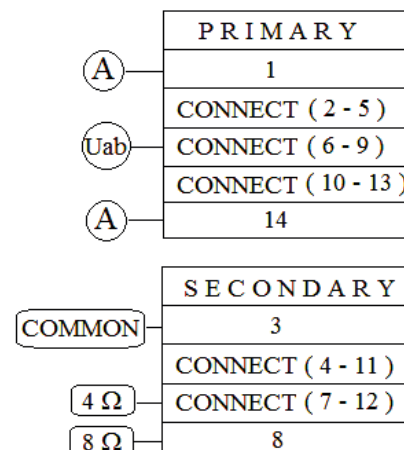 PRIMARY
A 1
CONNECT ( 2 - 5 )
Uab CONNECT ( 6 - 9 )
CONNECT ( 10 - 13 )
A 14
SECONDARY
COMMON 3
CONNECT ( 4 - 11 )
4 Ω CONNECT ( 7 - 12 )
8 Ω 8